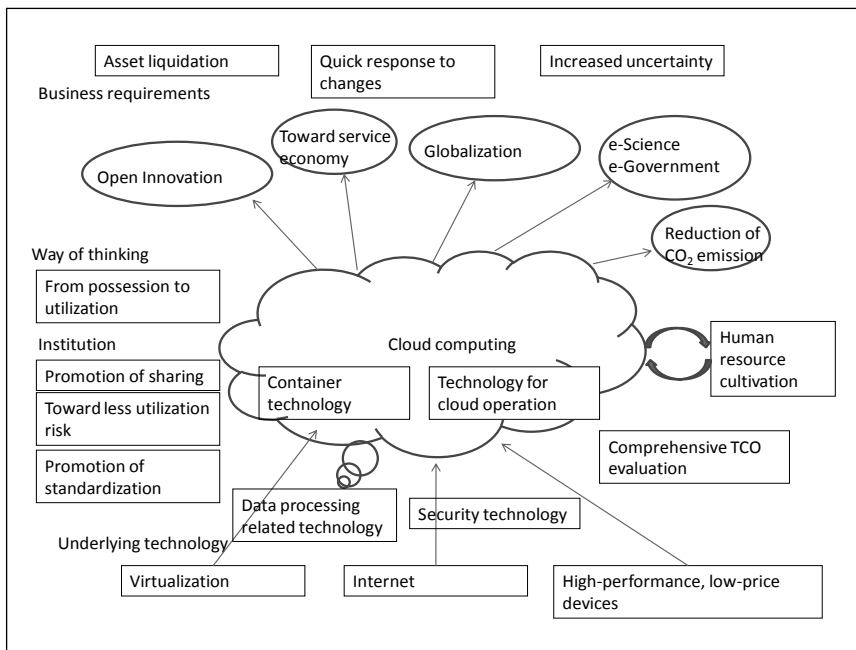 Asset liquidation
Quick response to
changes
Increased uncertainty
Business requirements
Toward service
economy
Globalization
e-Science
e-Government
Open Innovation
Reduction of
CO₂ emission
Way of thinking
From possession to
utilization
Institution
Promotion of sharing
Toward less utilization
risk
Promotion of
standardization
Cloud computing
Container
technology
Technology for
cloud operation
Human
resource
cultivation
Comprehensive TCO
evaluation
Data processing
related technology
Security technology
Underlying technology
Virtualization
Internet
High-performance, low-price
devices